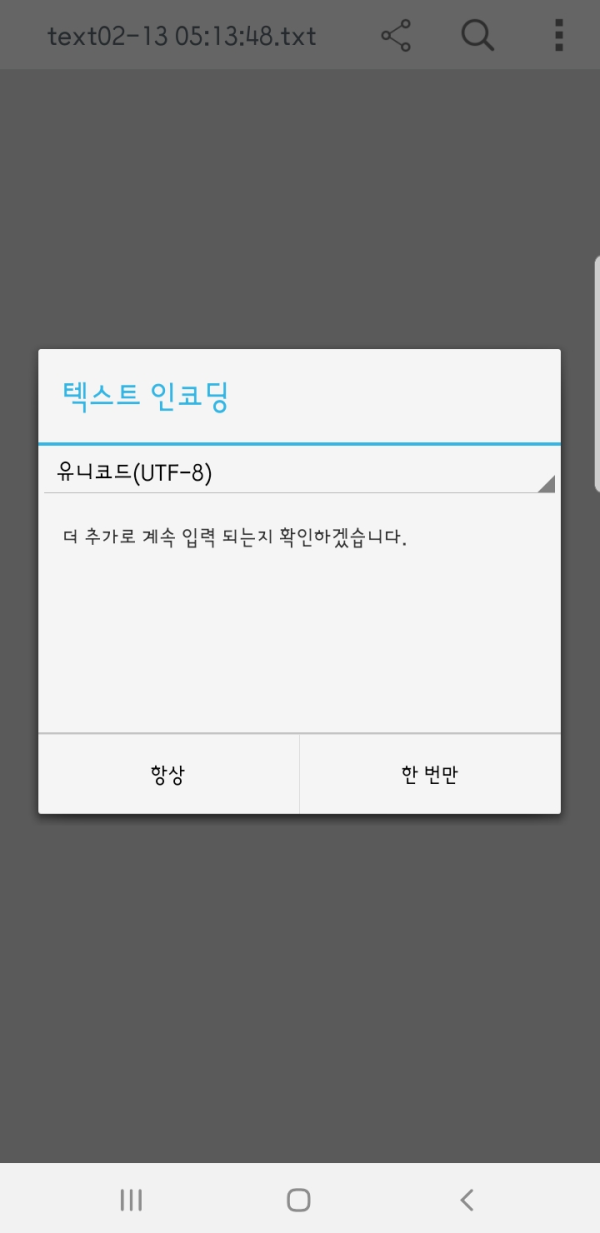 text02-13 05:13:48.txt
텍스트 인코딩
유니코드(UTF-8)
더 추가로 계속 입력 되는지 확인하겠습니다.
항상
한 번만